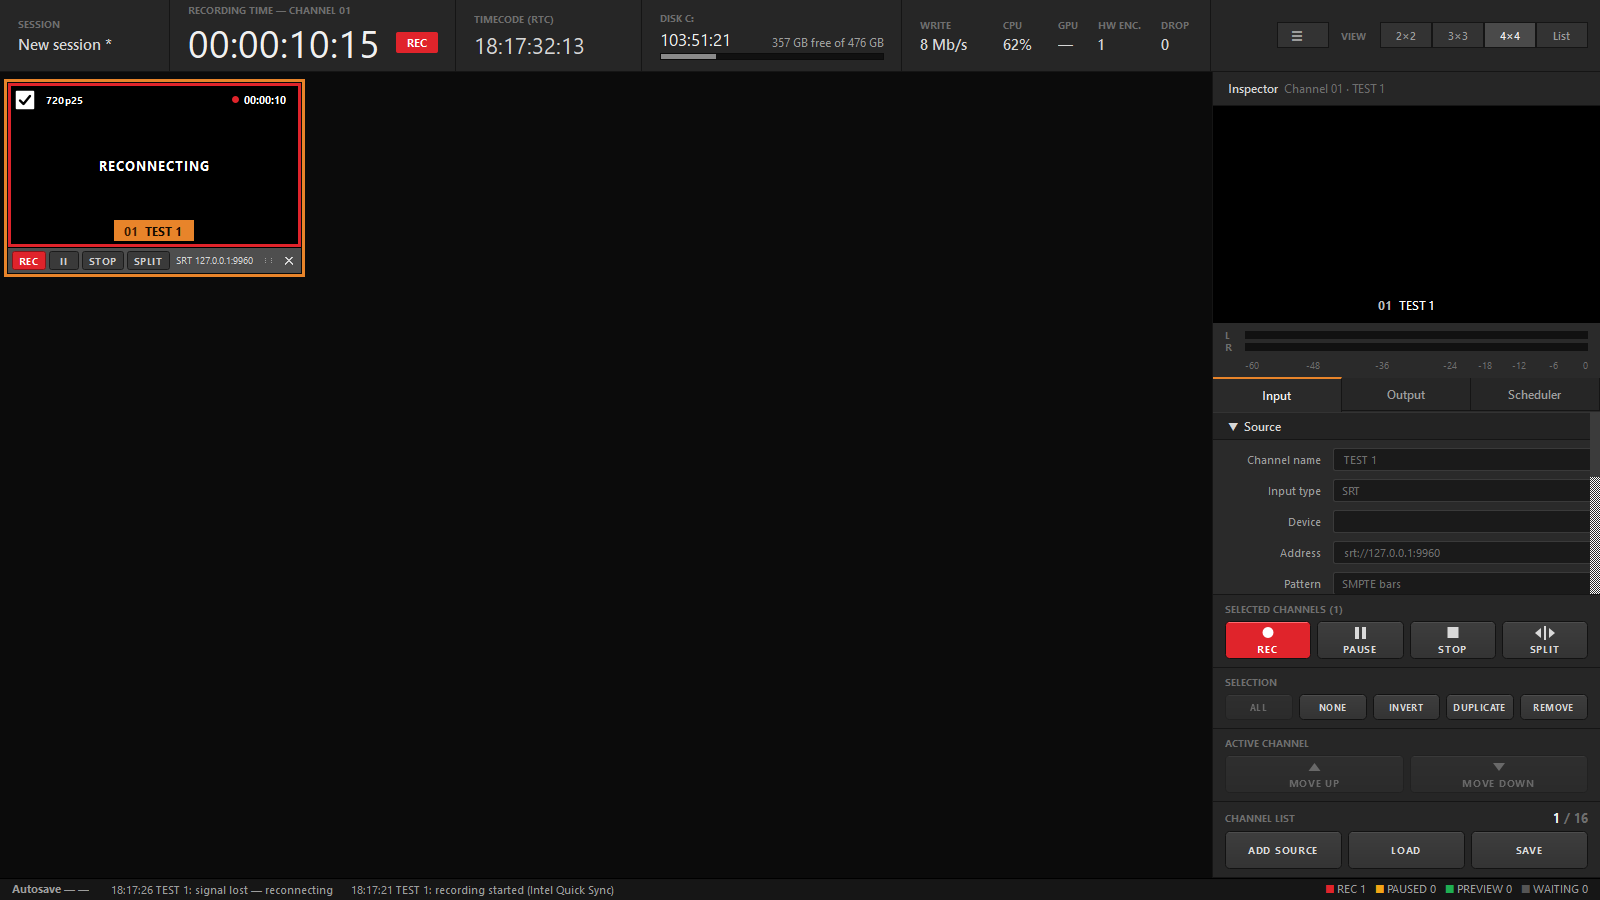 SESSION
New session *
RECORDING TIME — CHANNEL 01
00:00:10:15 REC
TIMECODE (RTC)
18:17:32:13
DISK C:
103:51:21 357 GB free of 476 GB
WRITE CPU GPU HW ENC. DROP
8 Mb/s 62% — 1 0
VIEW 2×2 3×3 4×4 List
720p25 00:00:10
RECONNECTING
01 TEST 1
REC STOP SPLIT SRT 127.0.0.1:9960
Inspector Channel 01 · TEST 1
01 TEST 1
L
R
-60 -48 -36 -24 -18 -12 -6 0
Input Output Scheduler
Source
Channel name TEST 1
Input type SRT
Device
Address srt://127.0.0.1:9960
Pattern SMPTE bars
SELECTED CHANNELS (1)
REC PAUSE STOP SPLIT
SELECTION
ALL NONE INVERT DUPLICATE REMOVE
ACTIVE CHANNEL
MOVE UP MOVE DOWN
CHANNEL LIST 1 / 16
ADD SOURCE LOAD SAVE
Autosave — — 18:17:26 TEST 1: signal lost — reconnecting 18:17:21 TEST 1: recording started (Intel Quick Sync)
REC 1 PAUSED 0 PREVIEW 0 WAITING 0